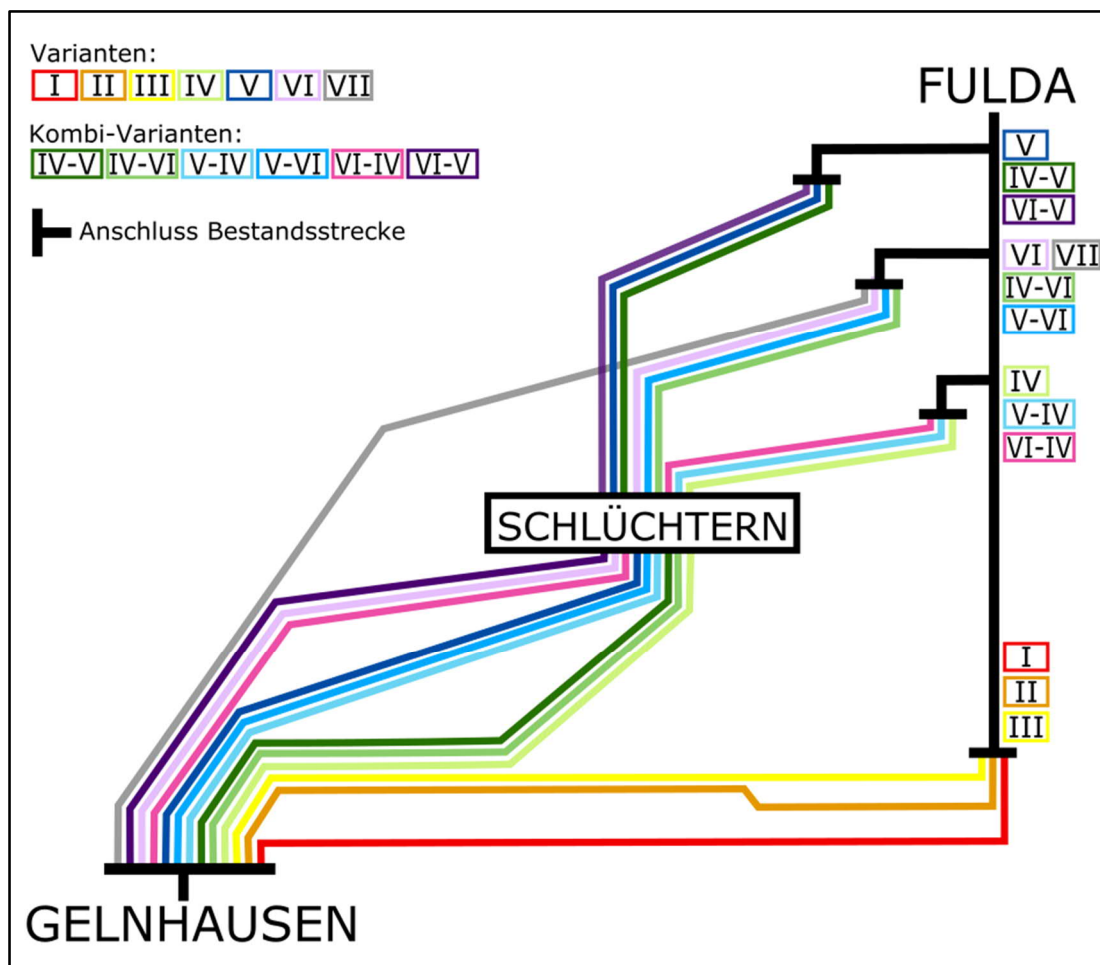 Varianten:
I II III IV V VI VII
Kombi-Varianten:
IV-V IV-VI V-IV V-VI VI-IV VI-V
Anschluss Bestandsstrecke
FULDA
V
IV-V
VI-V
VI VII
IV-VI
V-VI
IV
V-IV
VI-IV
SCHLÜCHTERN
I
II
III
GELNHAUSEN